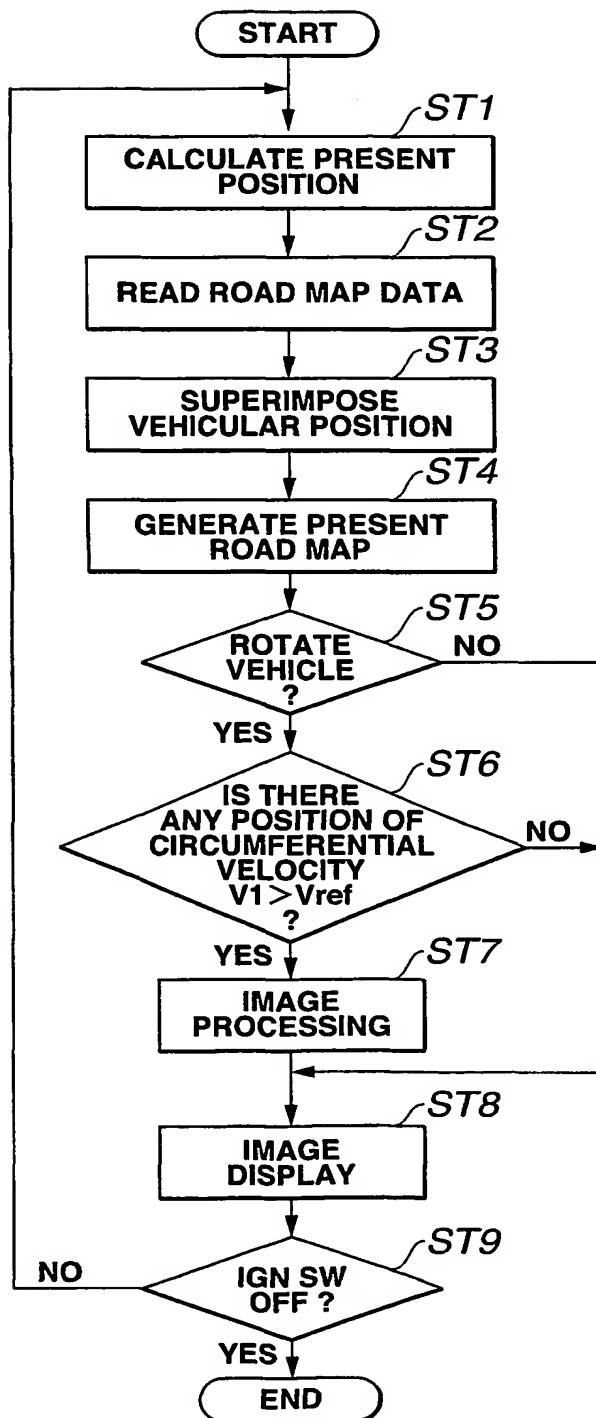 START
ST1
CALCULATE PRESENT
POSITION
ST2
READ ROAD MAP DATA
ST3
SUPERIMPOSE
VEHICULAR POSITION
ST4
GENERATE PRESENT
ROAD MAP
ST5
ROTATE
VEHICLE
?
NO
YES
ST6
IS THERE
ANY POSITION OF
CIRCUMFERENTIAL
VELOCITY
V1>Vref
?
NO
YES
ST7
IMAGE
PROCESSING
ST8
IMAGE
DISPLAY
ST9
IGN SW
OFF ?
NO
YES
END